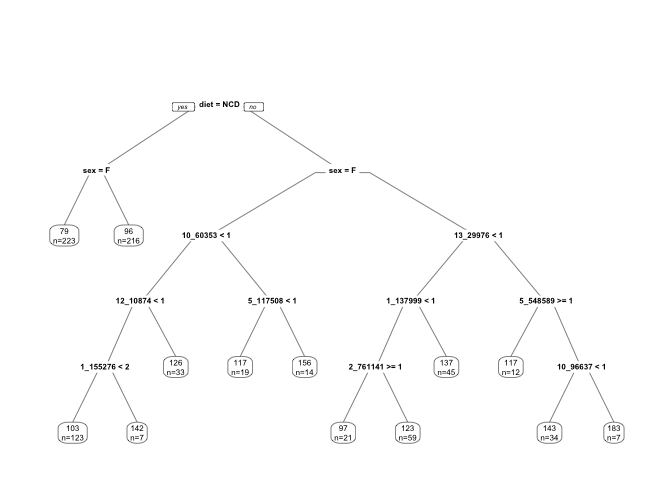 yes diet = NCD no
sex = F sex = F
79 96
n=223 n=216
10_60353 < 1 13_29976 < 1
12_10874 < 1 5_117508 < 1 1_137999 < 1 5_548589 >= 1
1_155276 < 2 126 117 156 2_761141 >= 1 137 117 10_96637 < 1
n=33 n=19 n=14 n=45 n=12
103 142 97 123 143 183
n=123 n=7 n=21 n=59 n=34 n=7